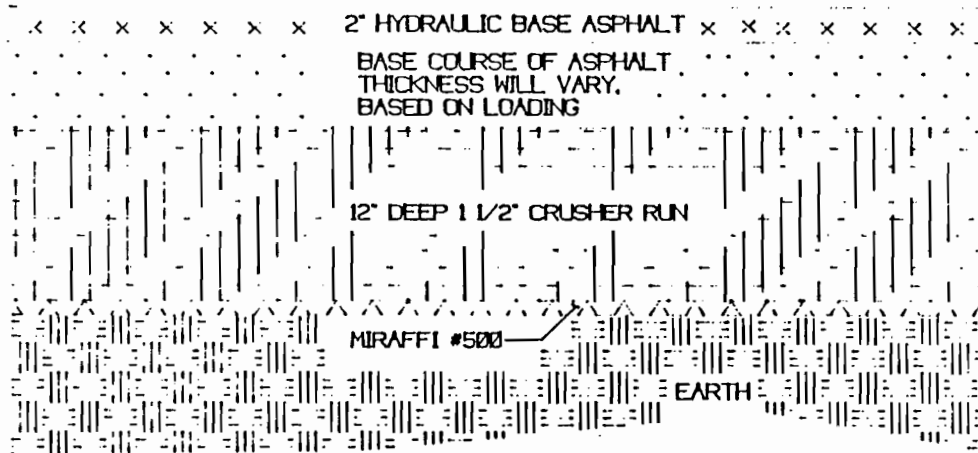 2" HYDRAULIC BASE ASPHALT
BASE COURSE OF ASPHALT
THICKNESS WILL VARY.
BASED ON LOADING
12" DEEP 1 1/2" CRUSHER RUN
MIRAFFI #500
EARTH